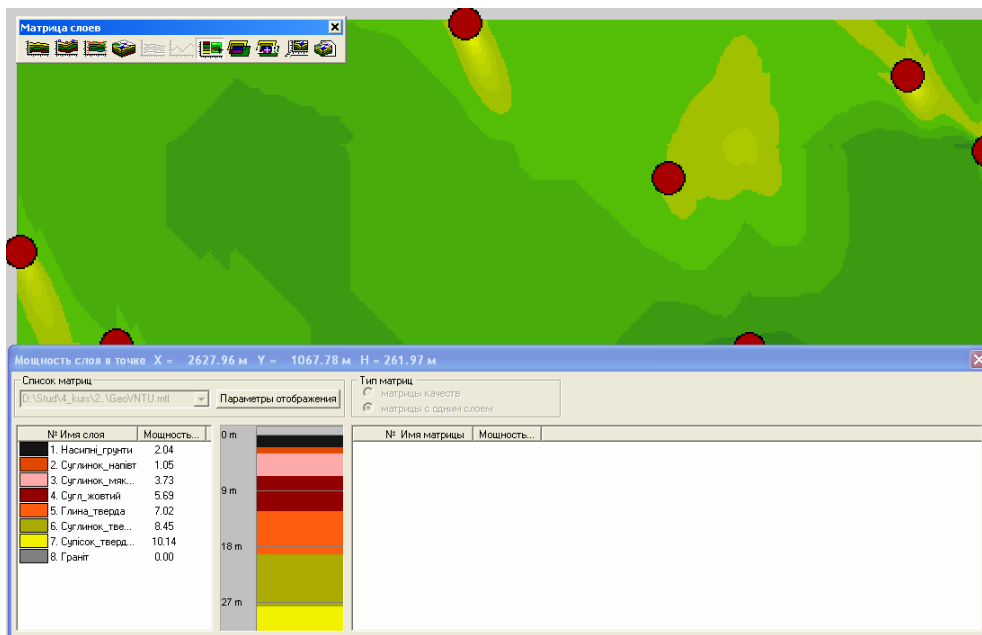 Матрица слоев
Мощность слоя в точке X = 2627.96 м Y = 1067.78 м H = 261.97 м
Список матриц
D:\Stud\4_kurs\2..\GeoVNTU.mtl
Параметры отображения
Тип матриц
матрицы качеств
матрицы с одним слоем
№ Имя слоя Мощность...
1. Насипні_грунти 2.04
2. Суглинок_напівт 1.05
3. Суглинок_мяк... 3.73
4. Сугл_жовтий 5.69
5. Глина_тверда 7.02
6. Суглинок_тве... 8.45
7. Супісок_тверд... 10.14
8. Граніт 0.00
0 m
9 m
18 m
27 m
№ Имя матрицы Мощность...